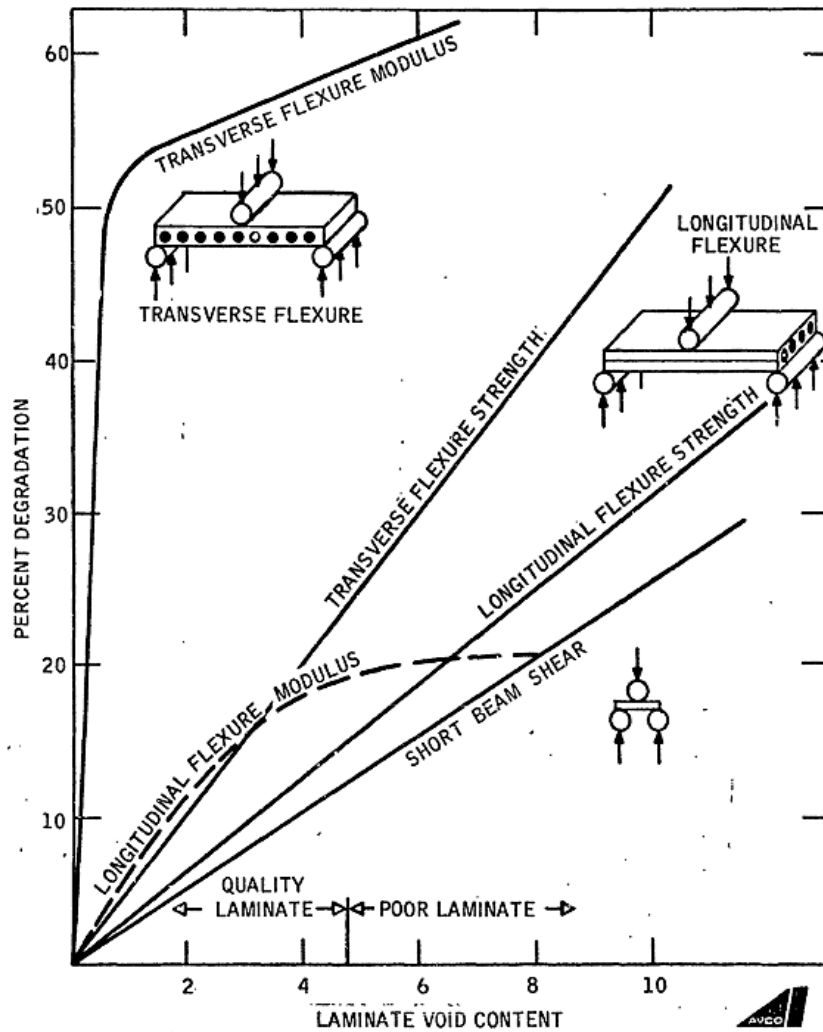 60
50
40
30
20
10
PERCENT DEGRADATION
TRANSVERSE FLEXURE MODULUS
TRANSVERSE FLEXURE
LONGITUDINAL
FLEXURE
TRANSVERSE FLEXURE STRENGTH
LONGITUDINAL FLEXURE STRENGTH
LONGITUDINAL FLEXURE MODULUS
SHORT BEAM SHEAR
QUALITY
LAMINATE
POOR LAMINATE
2
4
6
8
10
LAMINATE VOID CONTENT
AVCO